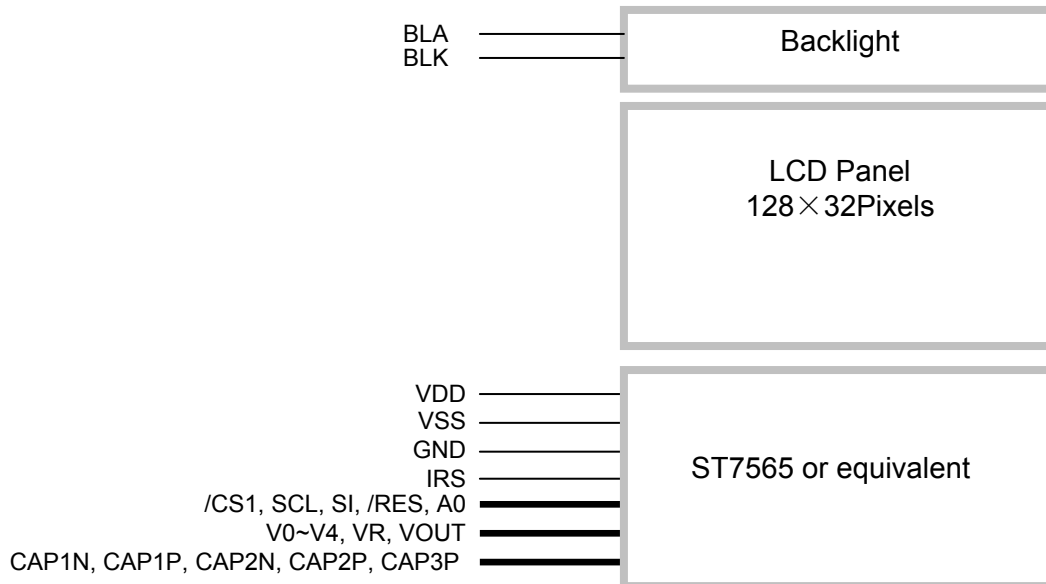 BLA
BLK
Backlight
LCD Panel
128×32Pixels
VDD
VSS
GND
IRS
/CS1, SCL, SI, /RES, A0
V0~V4, VR, VOUT
CAP1N, CAP1P, CAP2N, CAP2P, CAP3P
ST7565 or equivalent